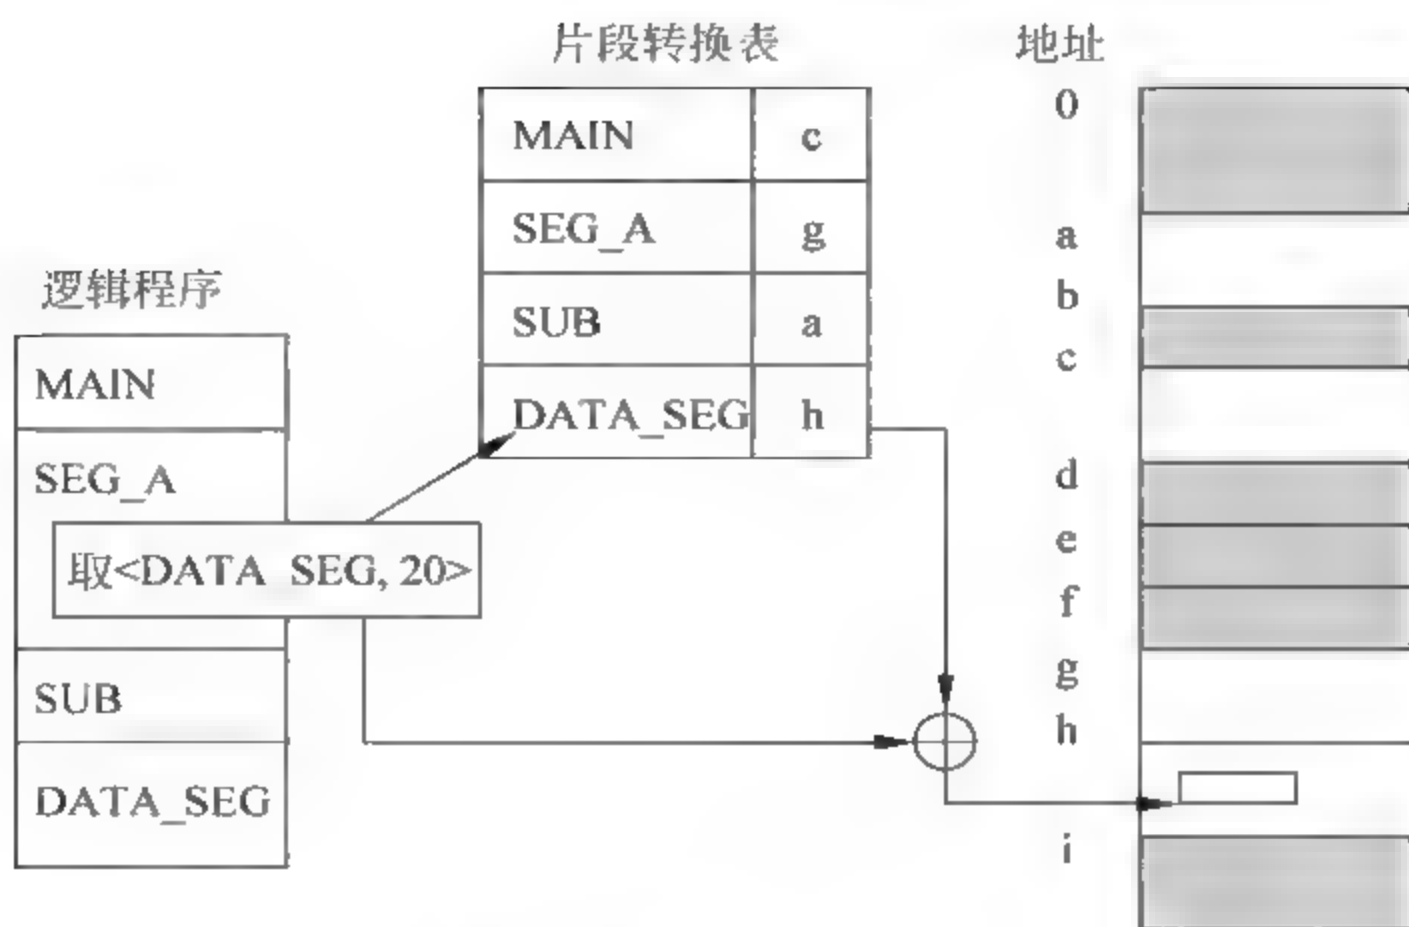 片段转换表
MAIN c
SEG_A g
SUB a
DATA_SEG h
逻辑程序
MAIN
SEG_A
取<DATA_SEG, 20>
SUB
DATA_SEG
地址
0
a
b
c
d
e
f
g
h
i